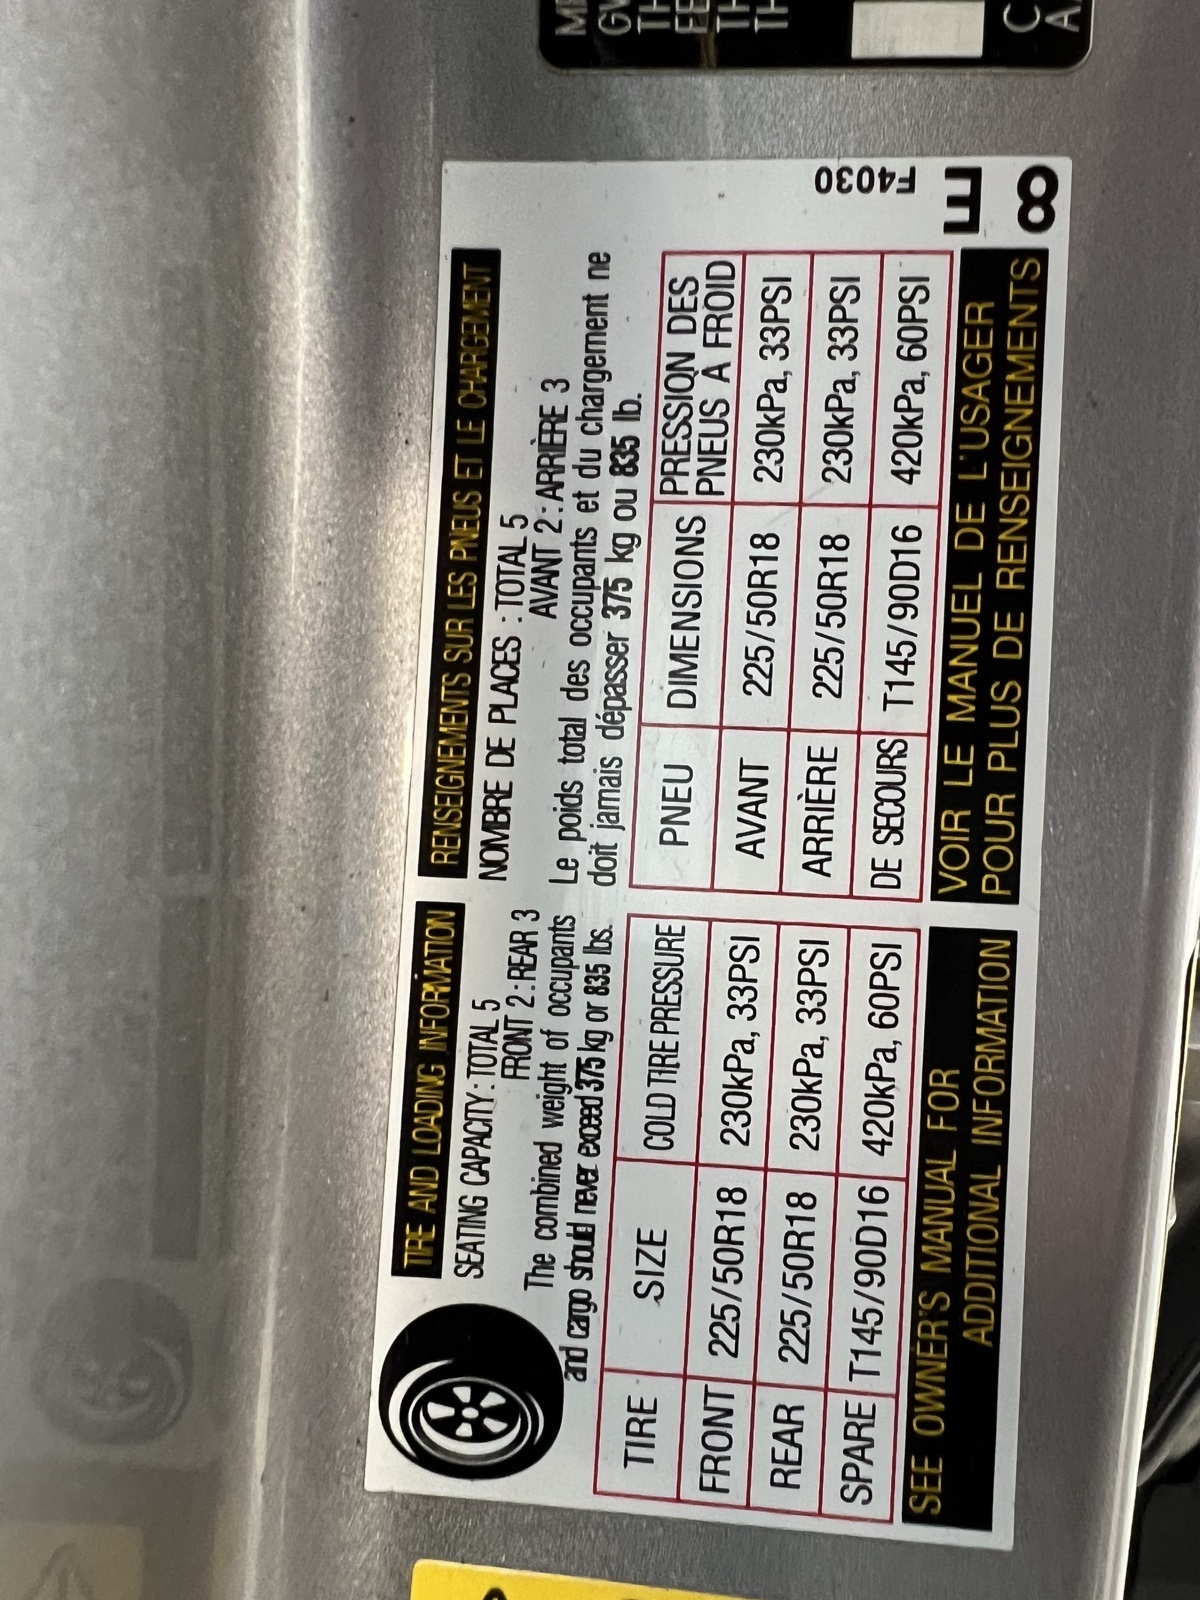 TIRE AND LOADING INFORMATION
SEATING CAPACITY : TOTAL 5
FRONT 2 : REAR 3
The combined weight of occupants
and cargo should never exceed 375 kg or 835 lbs.
TIRE SIZE COLD TIRE PRESSURE
FRONT 225/50R18 230kPa, 33PSI
REAR 225/50R18 230kPa, 33PSI
SPARE T145/90D16 420kPa, 60PSI
SEE OWNER'S MANUAL FOR
ADDITIONAL INFORMATION
RENSEIGNEMENTS SUR LES PNEUS ET LE CHARGEMENT
NOMBRE DE PLACES : TOTAL 5
AVANT 2 : ARRIÈRE 3
Le poids total des occupants et du chargement ne
doit jamais dépasser 375 kg ou 835 lb.
PNEU DIMENSIONS PRESSION DES
PNEUS À FROID
AVANT 225/50R18 230kPa, 33PSI
ARRIÈRE 225/50R18 230kPa, 33PSI
DE SECOURS T145/90D16 420kPa, 60PSI
VOIR LE MANUEL DE L'USAGER
POUR PLUS DE RENSEIGNEMENTS
F4030
E
8